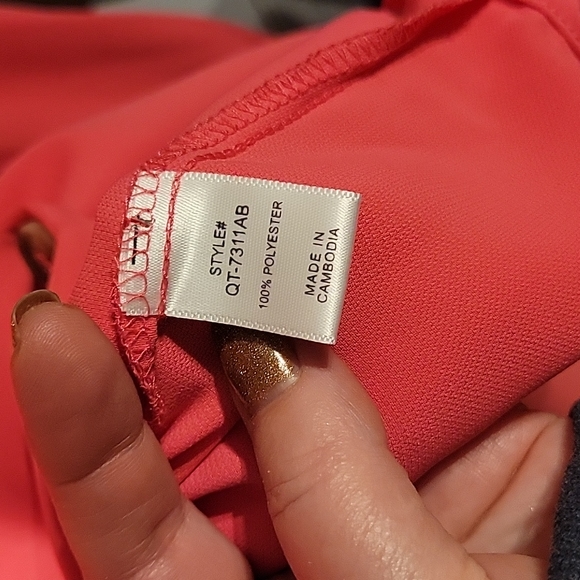 STYLE#
QT-7311AB
100% POLYESTER
MADE IN
CAMBODIA